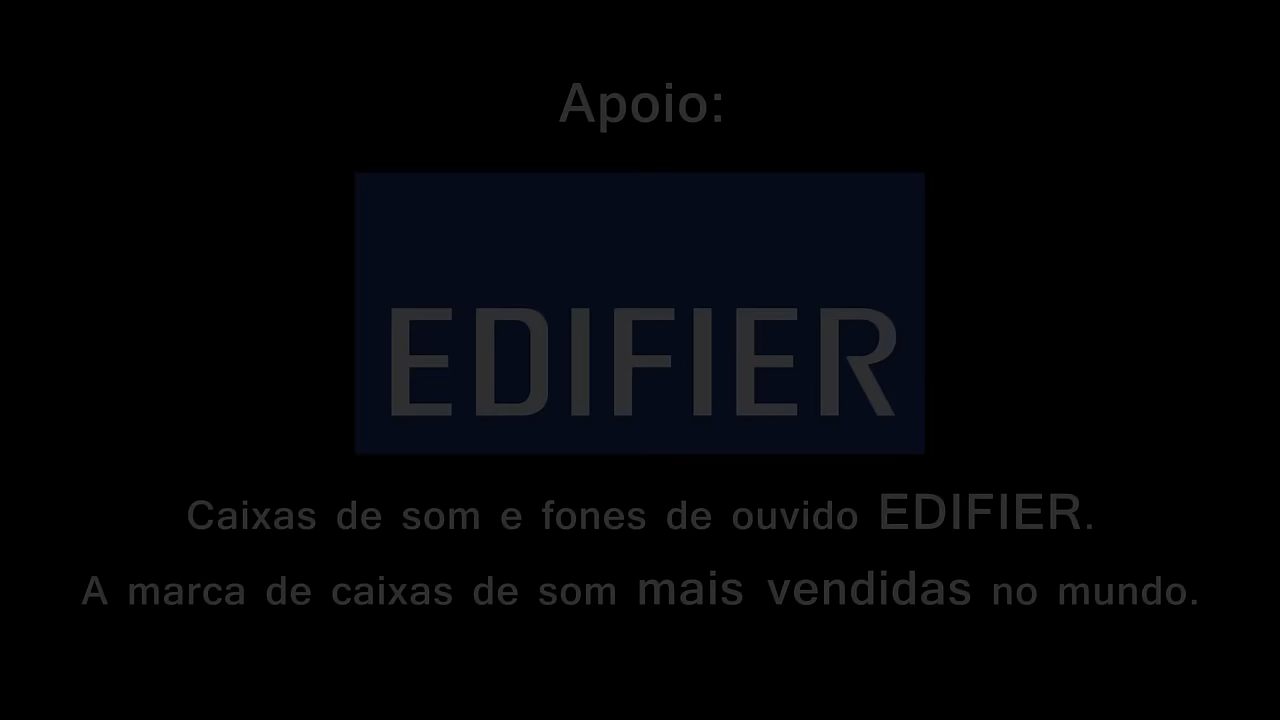 Apoio:
EDIFIER
Caixas de som e fones de ouvido EDIFIER.
A marca de caixas de som mais vendidas no mundo.